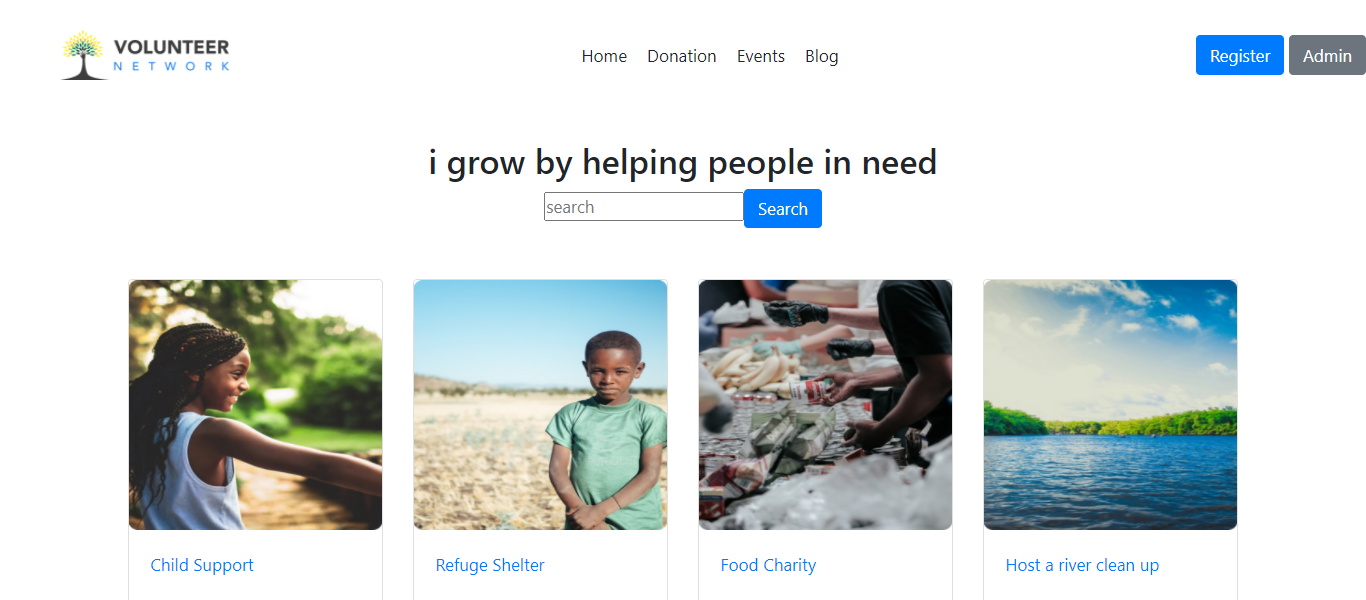 VOLUNTEER
NETWORK
Home Donation Events Blog
Register Admin
i grow by helping people in need
search Search
Child Support Refuge Shelter Food Charity Host a river clean up